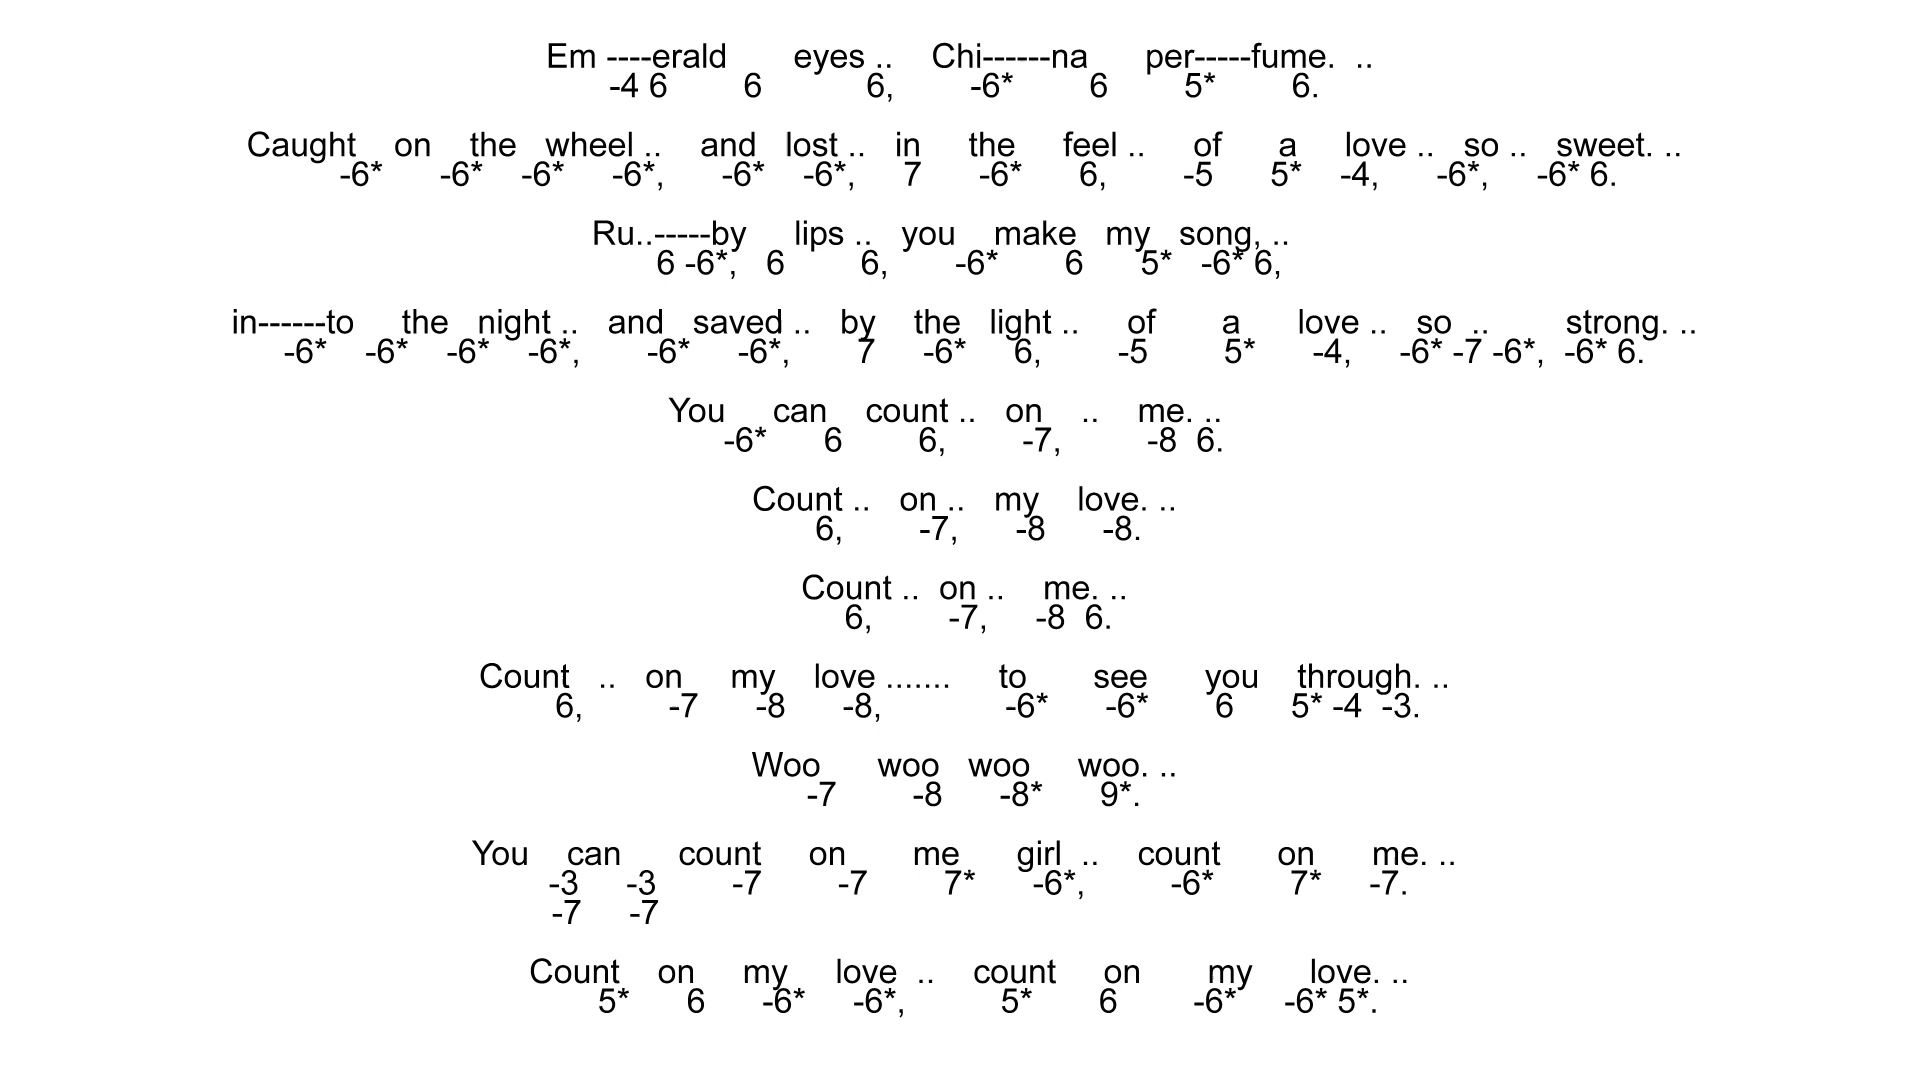 Em ----erald eyes .. Chi------na per-----fume. ..
-4 6 6 6, -6* 6 5* 6.
Caught on the wheel .. and lost .. in the feel .. of a love .. so .. sweet. ..
-6* -6* -6* -6*, -6* -6*, 7 -6* 6, -5 5* -4, -6*, -6* 6.
Ru..-----by lips .. you make my song, ..
6 -6*, 6 6, -6* 6 5* -6* 6,
in------to the night .. and saved .. by the light .. of a love .. so .. strong. ..
-6* -6* -6* -6*, -6* -6*, 7 -6* 6, -5 5* -4, -6* -7 -6*, -6* 6.
You can count .. on .. me. ..
-6* 6 6, -7, -8 6.
Count .. on .. my love. ..
6, -7, -8 -8.
Count .. on .. me. ..
6, -7, -8 6.
Count .. on my love ....... to see you through. ..
6, -7 -8 -8, -6* -6* 6 5* -4 -3.
Woo woo woo woo. ..
-7 -8 -8* 9*.
You can count on me girl .. count on me. ..
-3 -3 -7 -7 7* -6*, -6* 7* -7.
-7 -7
Count on my love .. count on my love. ..
5* 6 -6* -6*, 5* 6 -6* -6* 5*.